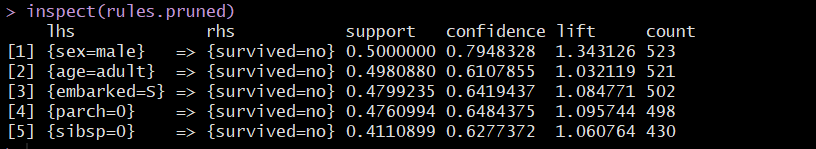 > inspect(rules.pruned)
lhs rhs support confidence lift count
[1] {sex=male} => {survived=no} 0.5000000 0.7948328 1.343126 523
[2] {age=adult} => {survived=no} 0.4980880 0.6107855 1.032119 521
[3] {embarked=S} => {survived=no} 0.4799235 0.6419437 1.084771 502
[4] {parch=0} => {survived=no} 0.4760994 0.6484375 1.095744 498
[5] {sibsp=0} => {survived=no} 0.4110899 0.6277372 1.060764 430